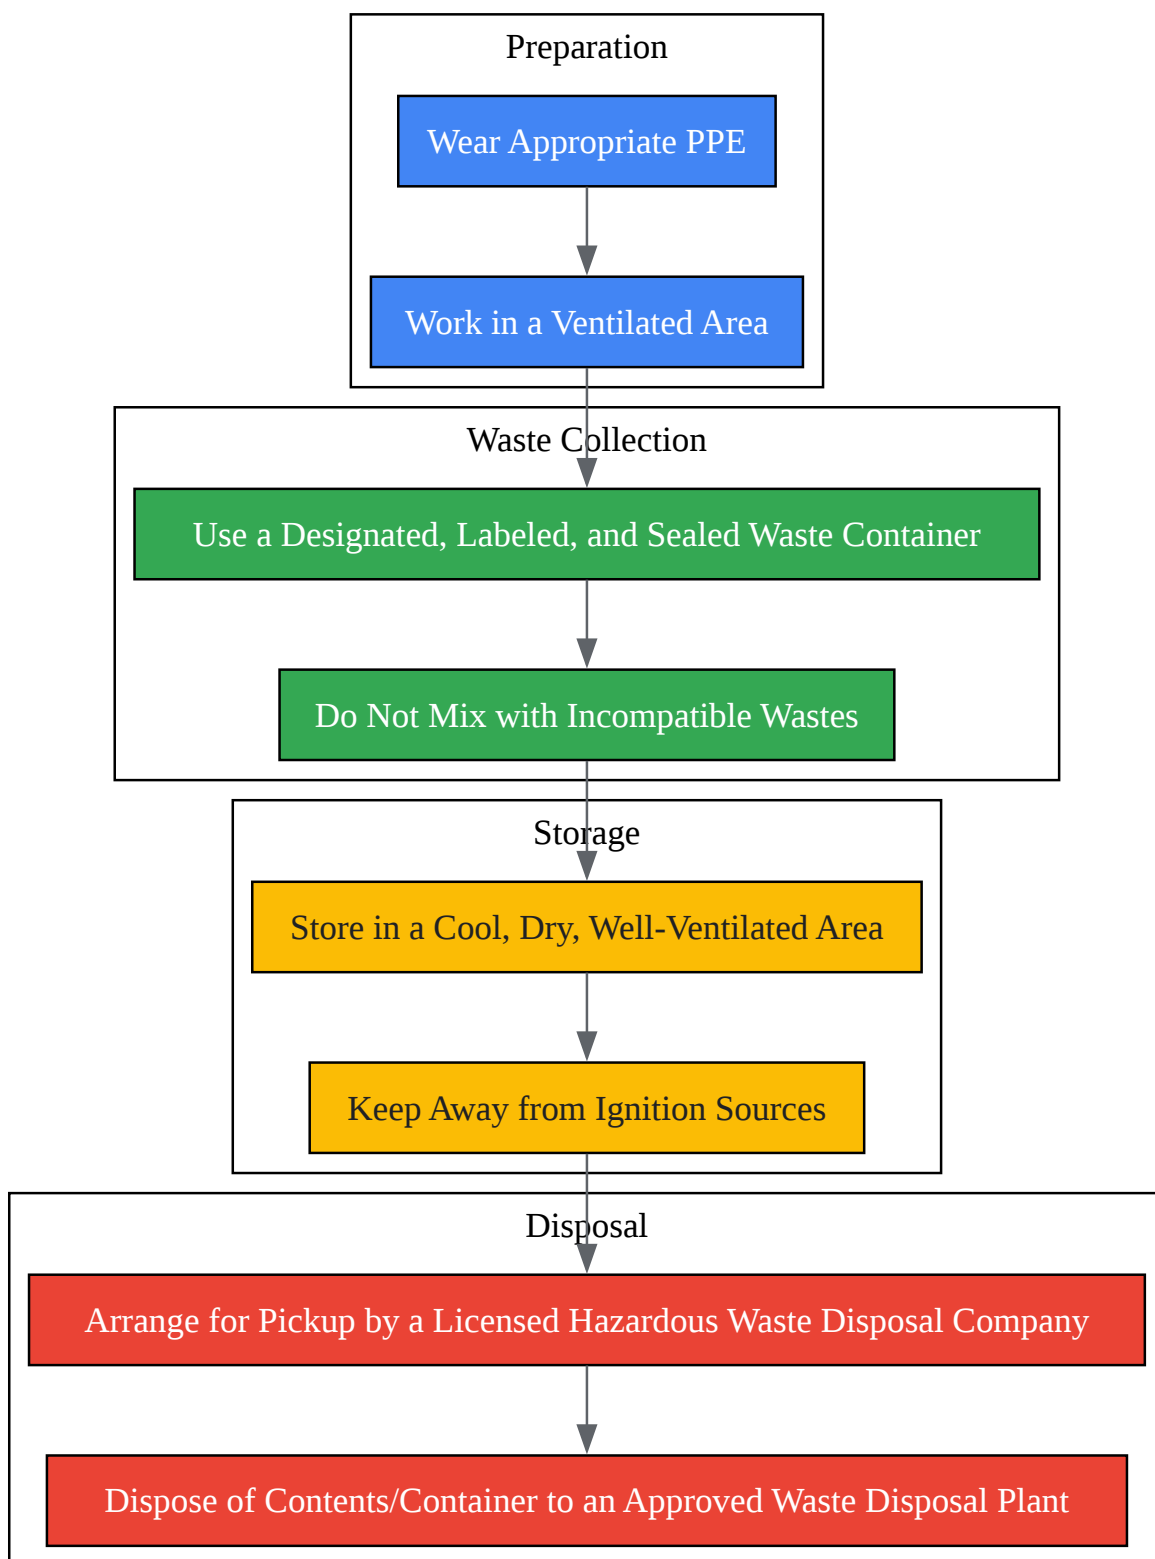 Preparation
Wear Appropriate PPE
Work in a Ventilated Area
Waste Collection
Use a Designated, Labeled, and Sealed Waste Container
Do Not Mix with Incompatible Wastes
Storage
Store in a Cool, Dry, Well-Ventilated Area
Keep Away from Ignition Sources
Disposal
Arrange for Pickup by a Licensed Hazardous Waste Disposal Company
Dispose of Contents/Container to an Approved Waste Disposal Plant